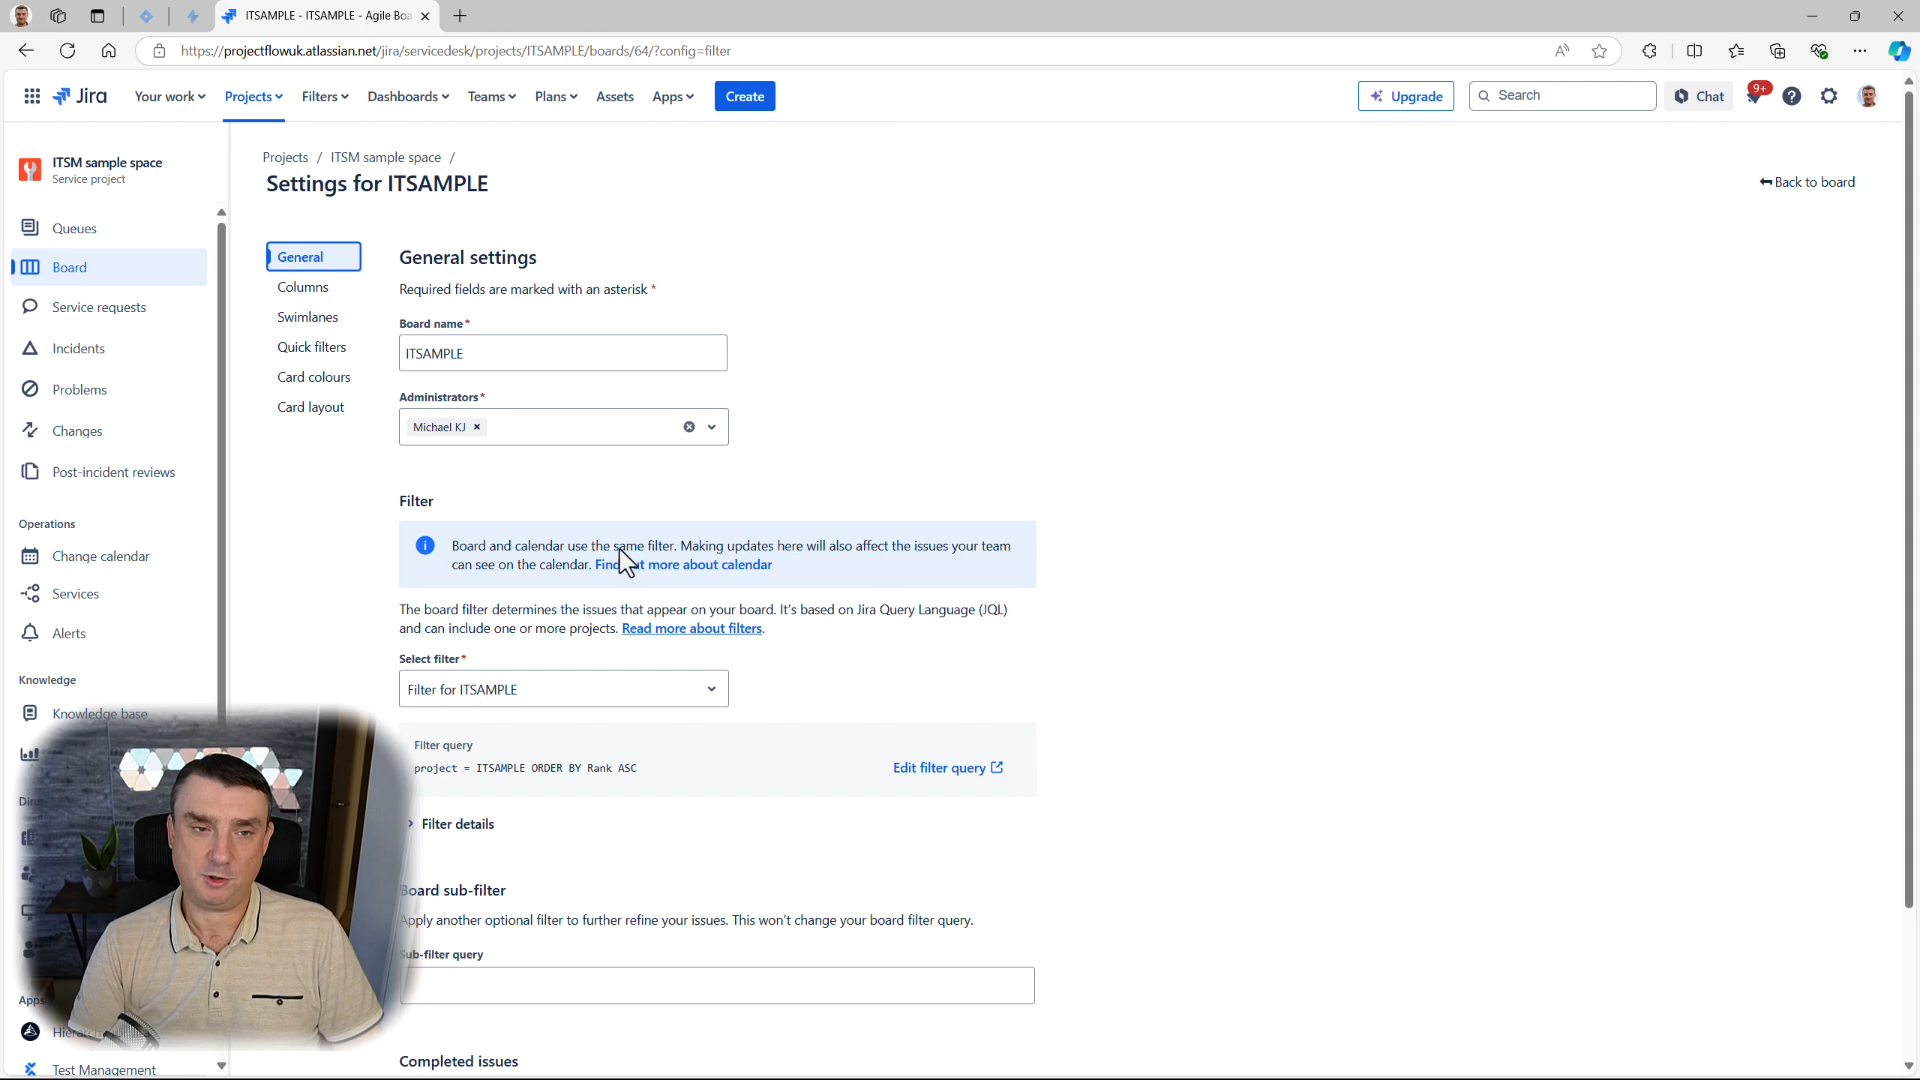 ITSAMPLE - ITSAMPLE - Agile Boa
https://projectflowuk.atlassian.net/jira/servicedesk/projects/ITSAMPLE/boards/64/?config=filter
Jira
Your work
Projects
Filters
Dashboards
Teams
Plans
Assets
Apps
Create
Upgrade
Search
Chat
9+
ITSM sample space
Service project
Queues
Board
Service requests
Incidents
Problems
Changes
Post-incident reviews
Operations
Change calendar
Services
Alerts
Knowledge
Knowledge base
Apps
Test Management
Projects / ITSM sample space /
Settings for ITSAMPLE
Back to board
General
Columns
Swimlanes
Quick filters
Card colours
Card layout
General settings
Required fields are marked with an asterisk *
Board name*
ITSAMPLE
Administrators*
Michael KJ
Filter
Board and calendar use the same filter. Making updates here will also affect the issues your team
can see on the calendar. Find out more about calendar
The board filter determines the issues that appear on your board. It's based on Jira Query Language (JQL)
and can include one or more projects. Read more about filters.
Select filter*
Filter for ITSAMPLE
Filter query
project = ITSAMPLE ORDER BY Rank ASC
Edit filter query
Filter details
Board sub-filter
Apply another optional filter to further refine your issues. This won't change your board filter query.
Sub-filter query
Completed issues